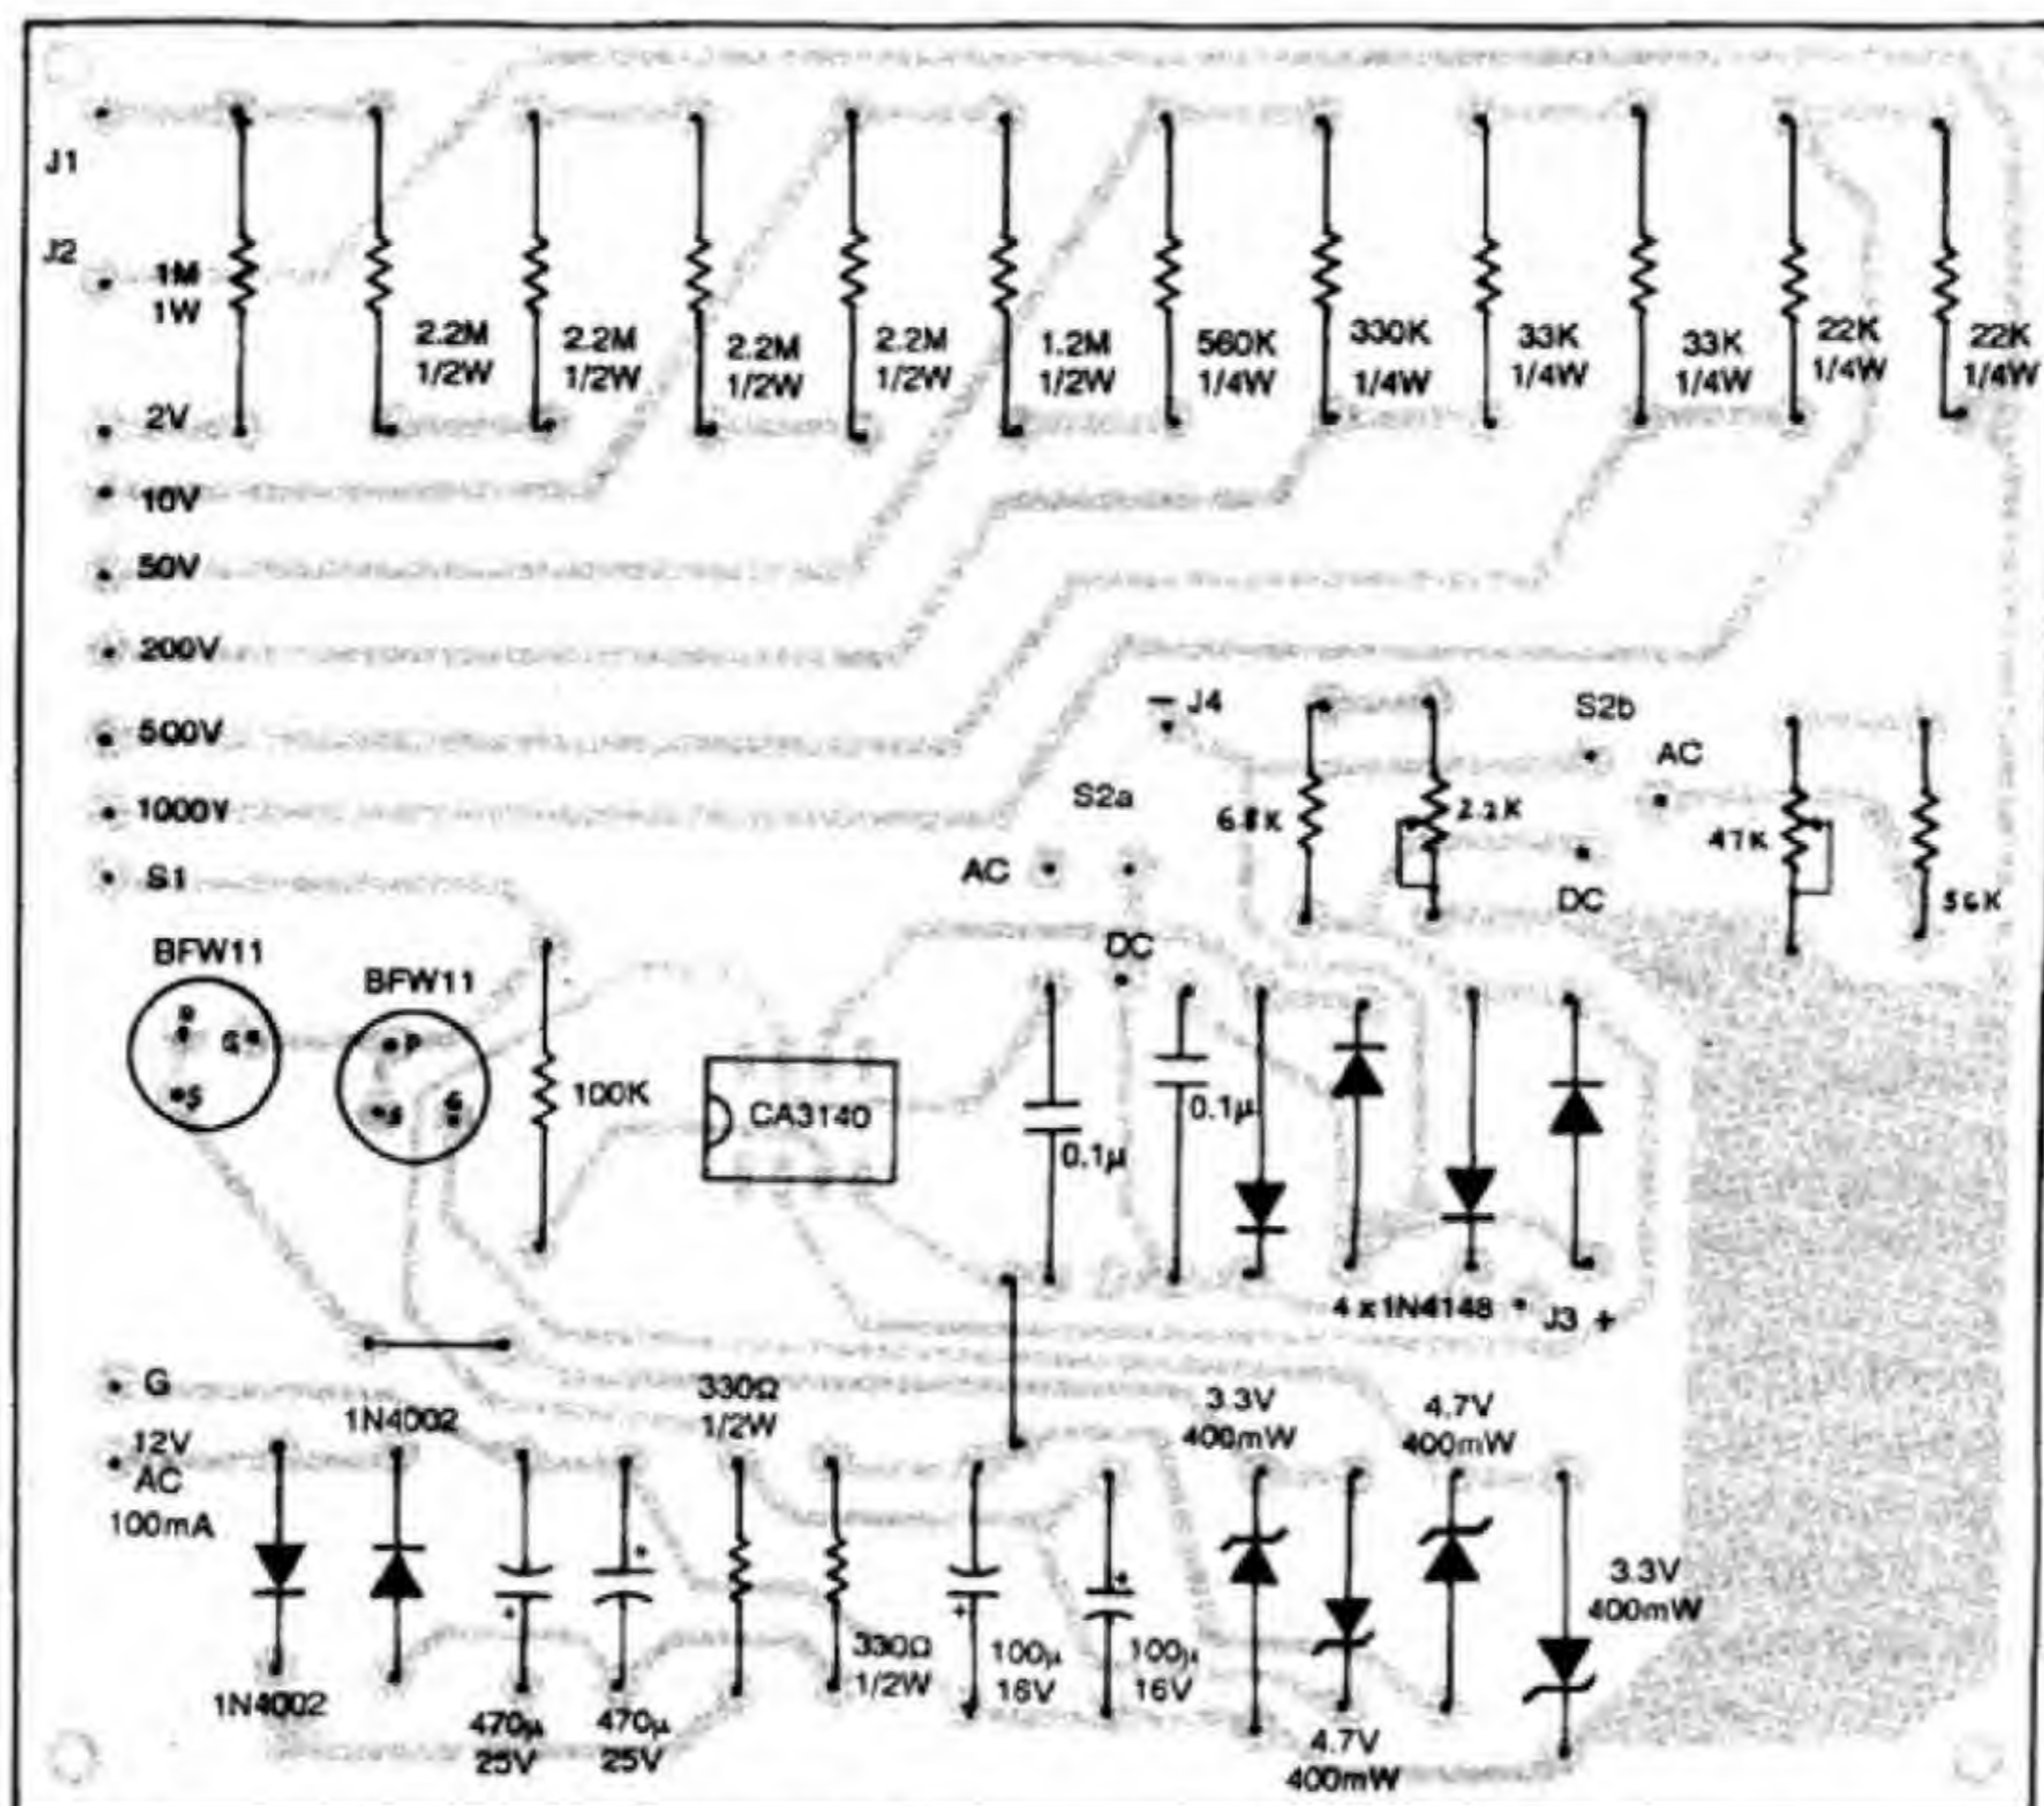 J1
J2
1M
1W
2.2M
1/2W
2.2M
1/2W
2.2M
1/2W
2.2M
1/2W
1.2M
1/2W
560K
1/4W
330K
1/4W
33K
1/4W
33K
1/4W
22K
1/4W
22K
1/4W
2V
10V
50V
200V
500V
1000V
S1
- J4
S2a
AC
DC
6.8K
2.2K
S2b
AC
DC
47K
56K
BFW11
D
G
S
BFW11
D
S
G
100K
CA3140
0.1µ
0.1µ
4 x 1N4148
J3 +
G
12V
AC
100mA
1N4002
1N4002
470µ
25V
470µ
25V
330Ω
1/2W
330Ω
1/2W
+
100µ
16V
+
100µ
16V
3.3V
400mW
4.7V
400mW
4.7V
400mW
3.3V
400mW